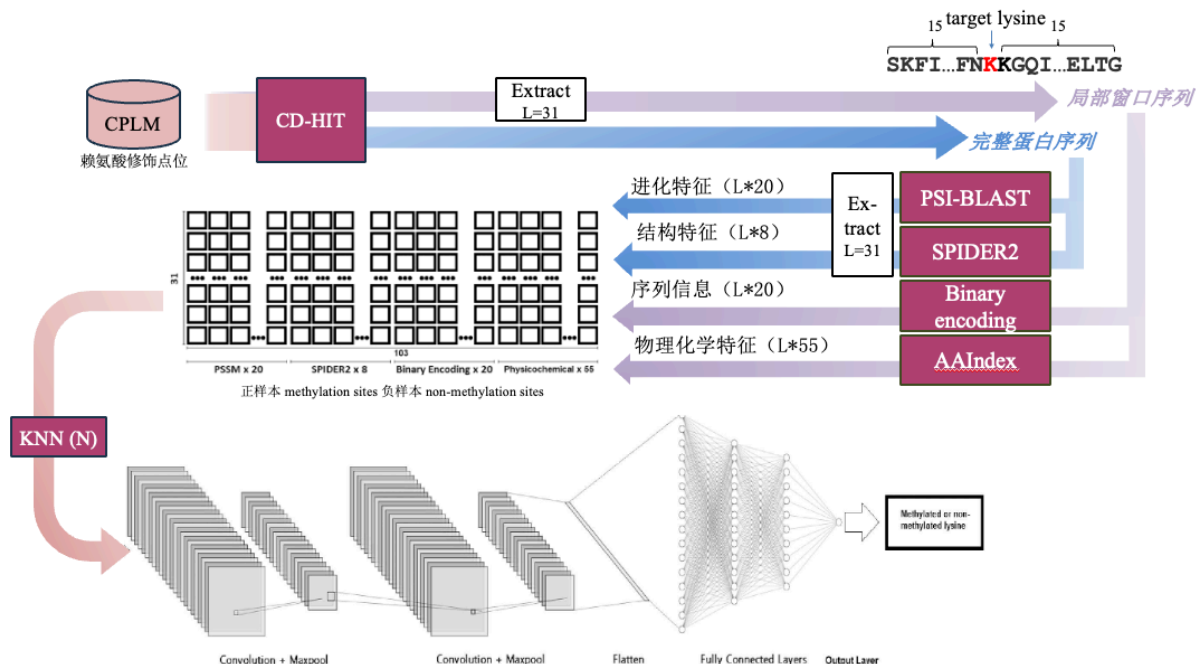 15 target lysine 15
SKFI…FNKKGQI…ELTG
CPLM
赖氨酸修饰点位
CD-HIT
Extract
L=31
局部窗口序列
完整蛋白序列
进化特征（L*20）
结构特征（L*8）
序列信息（L*20）
物理化学特征（L*55）
Ex-
tract
L=31
PSI-BLAST
SPIDER2
Binary
encoding
AAIndex
31
103
PSSM x 20 SPIDER2 x 8 Binary Encoding x 20 Physicochemical x 55
正样本 methylation sites 负样本 non-methylation sites
KNN (N)
Methylated or non-
methylated lysine
Convolution + Maxpool Convolution + Maxpool Flatten Fully Connected Layers Output Layer